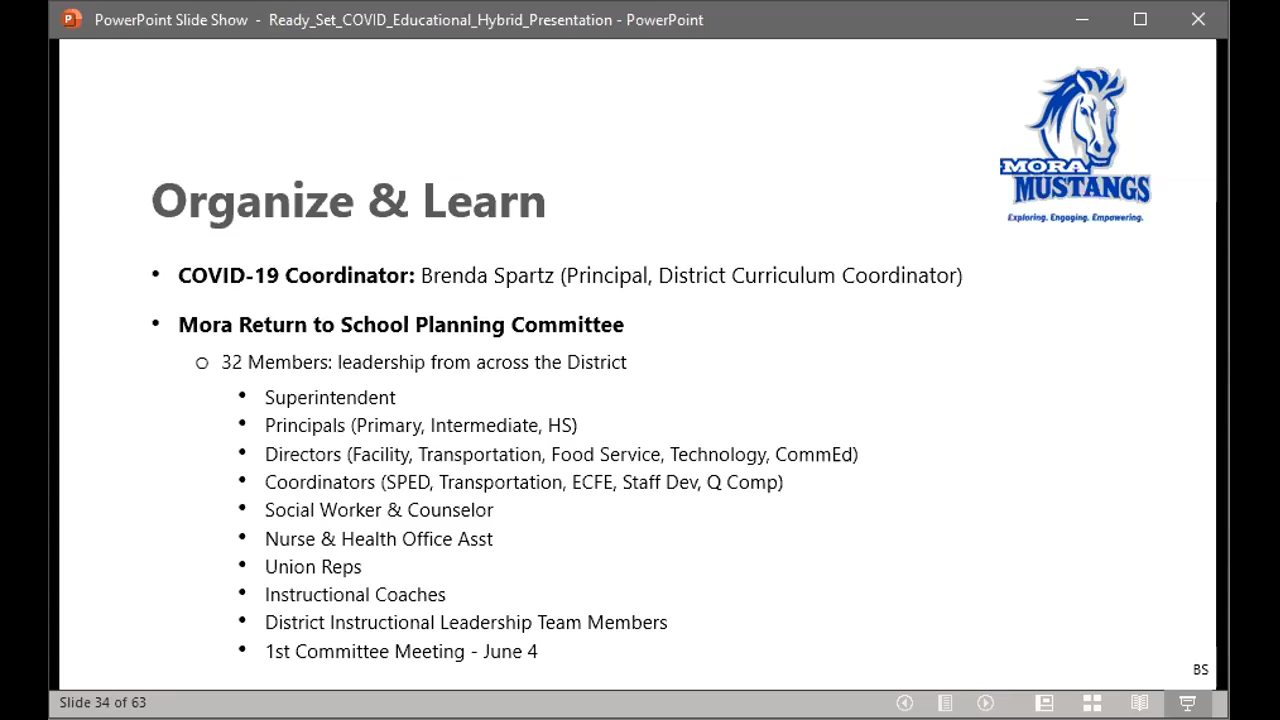 PowerPoint Slide Show - Ready_Set_COVID_Educational_Hybrid_Presentation - PowerPoint
MORA
MUSTANGS
Exploring. Engaging. Empowering.
Organize & Learn
• COVID-19 Coordinator: Brenda Spartz (Principal, District Curriculum Coordinator)
• Mora Return to School Planning Committee
○ 32 Members: leadership from across the District
• Superintendent
• Principals (Primary, Intermediate, HS)
• Directors (Facility, Transportation, Food Service, Technology, CommEd)
• Coordinators (SPED, Transportation, ECFE, Staff Dev, Q Comp)
• Social Worker & Counselor
• Nurse & Health Office Asst
• Union Reps
• Instructional Coaches
• District Instructional Leadership Team Members
• 1st Committee Meeting - June 4
BS
Slide 34 of 63